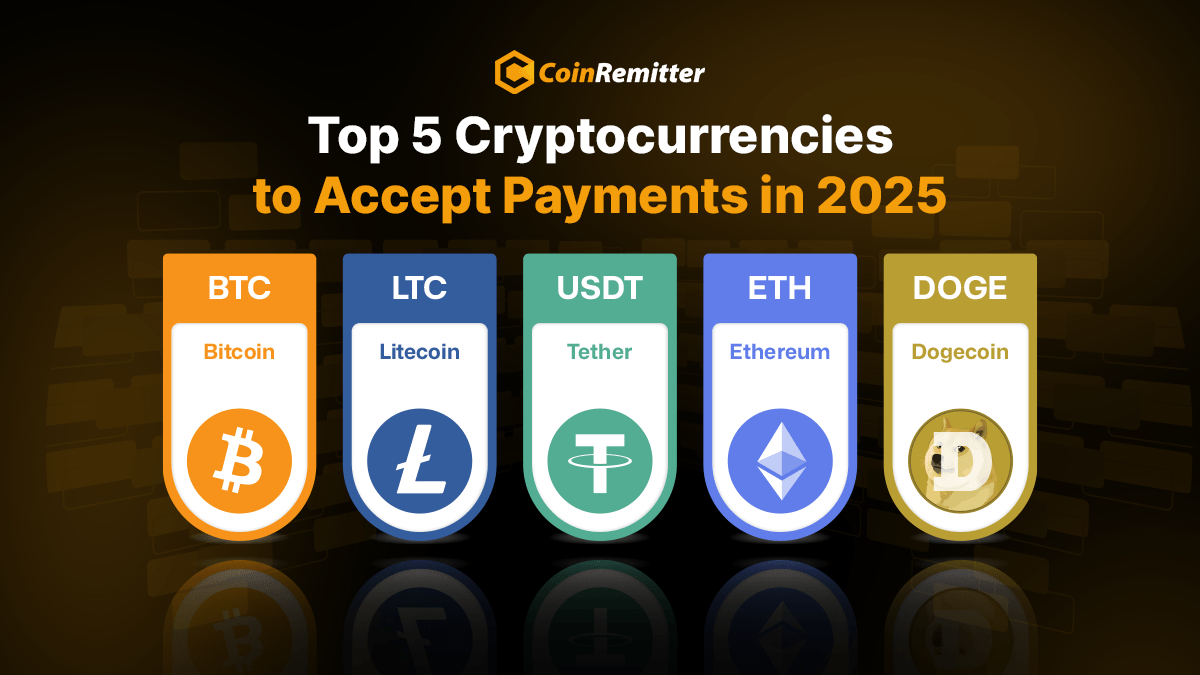 CoinRemitter
Top 5 Cryptocurrencies
to Accept Payments in 2025
BTC
Bitcoin
LTC
Litecoin
USDT
Tether
ETH
Ethereum
DOGE
Dogecoin